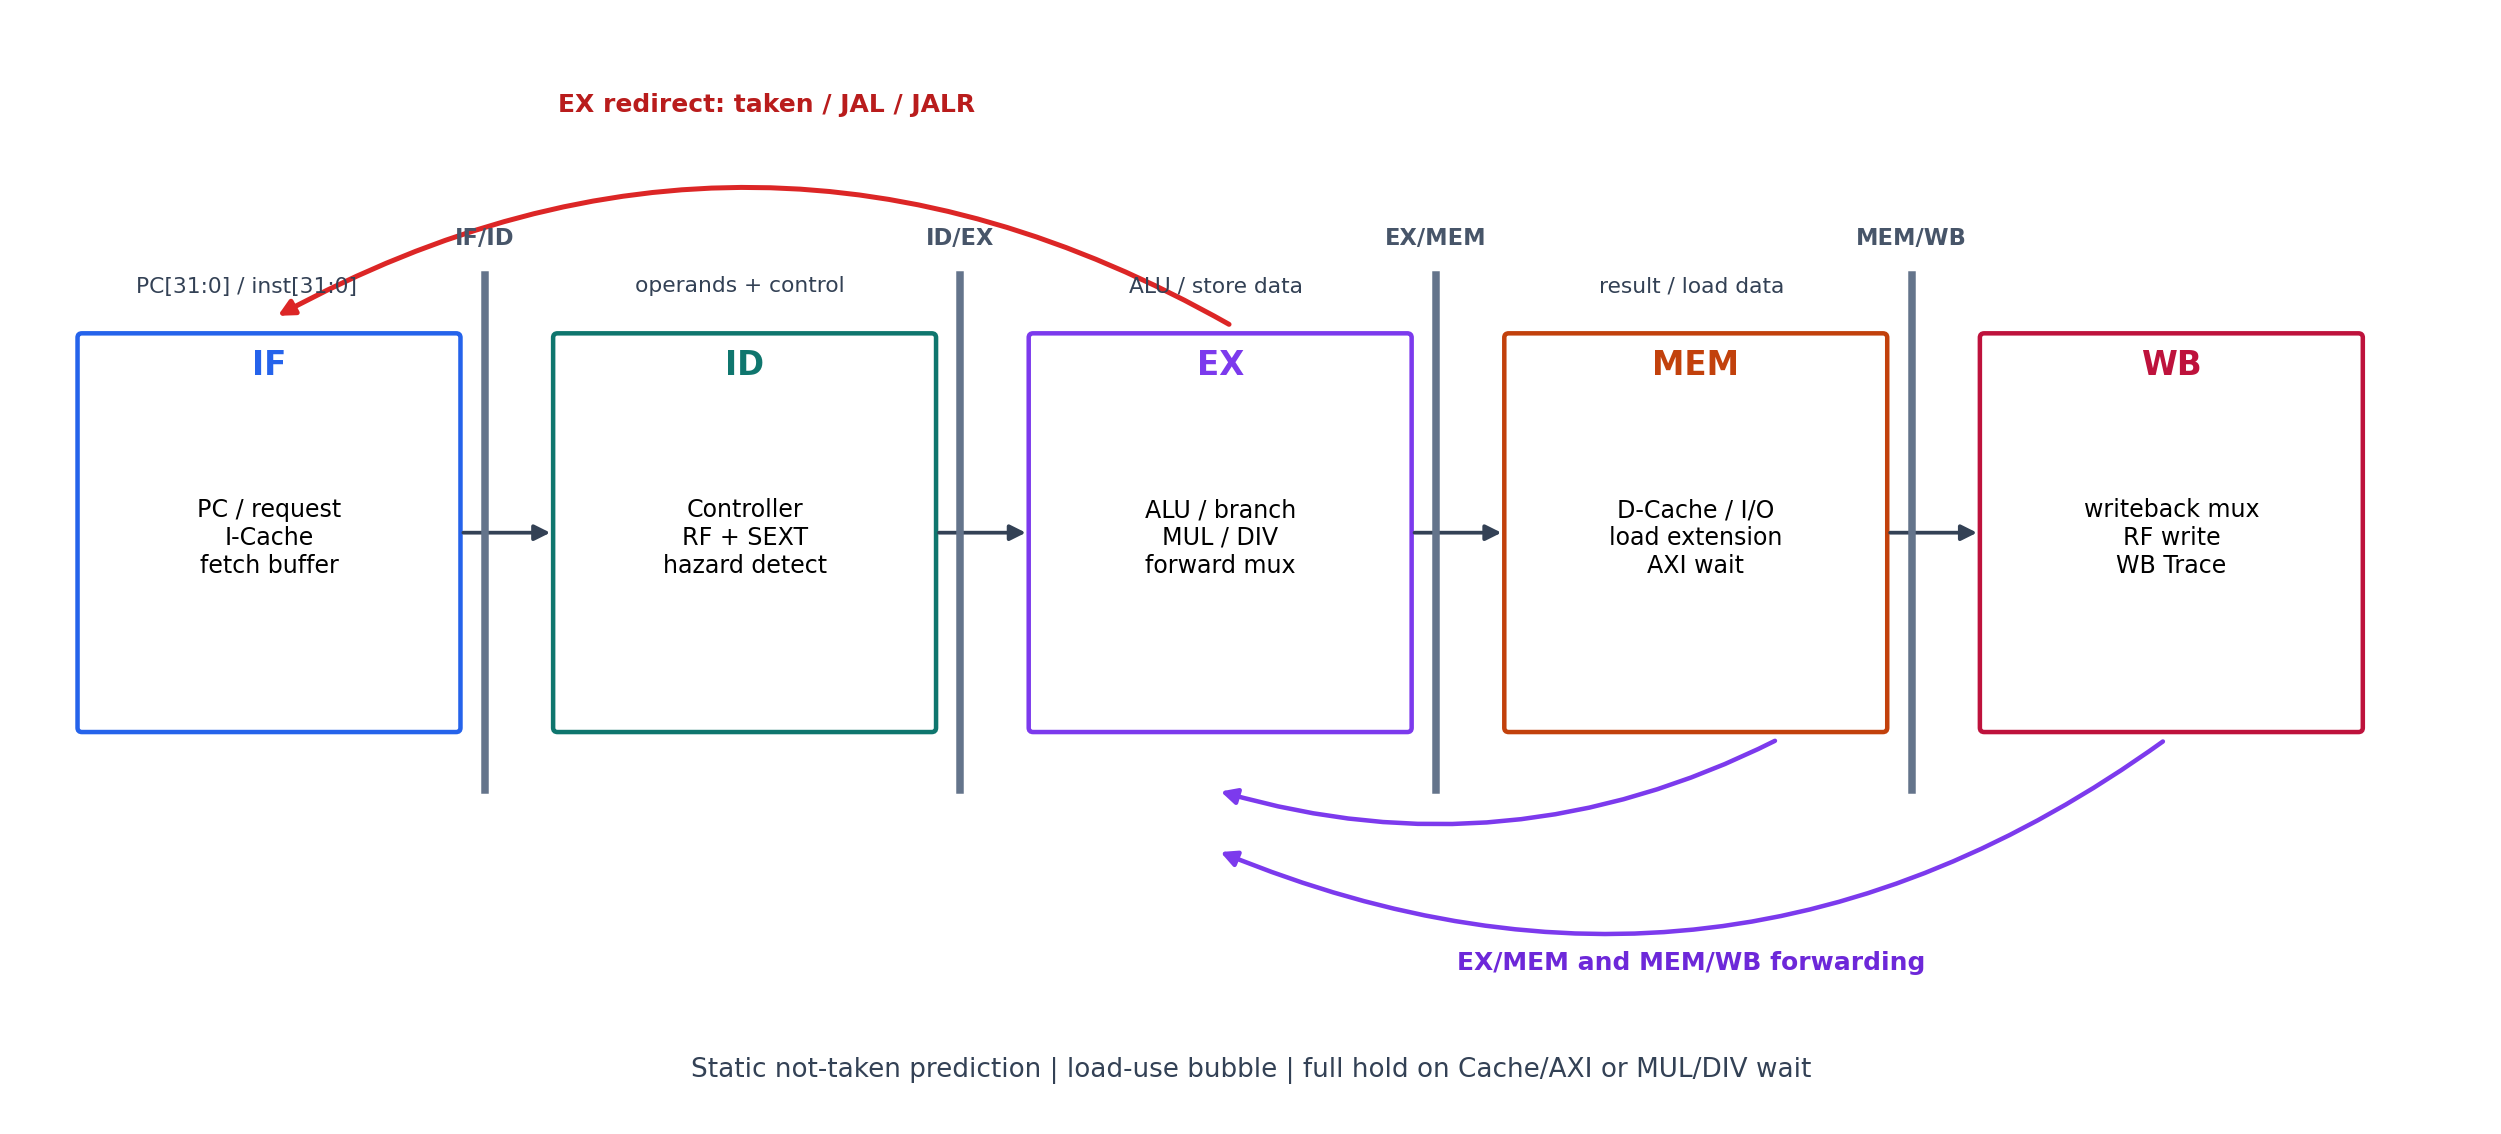 EX redirect: taken / JAL / JALR
IF/ID
ID/EX
EX/MEM
MEM/WB
PC[31:0] / inst[31:0]
operands + control
ALU / store data
result / load data
IF
PC / request
I-Cache
fetch buffer
ID
Controller
RF + SEXT
hazard detect
EX
ALU / branch
MUL / DIV
forward mux
MEM
D-Cache / I/O
load extension
AXI wait
WB
writeback mux
RF write
WB Trace
EX/MEM and MEM/WB forwarding
Static not-taken prediction | load-use bubble | full hold on Cache/AXI or MUL/DIV wait